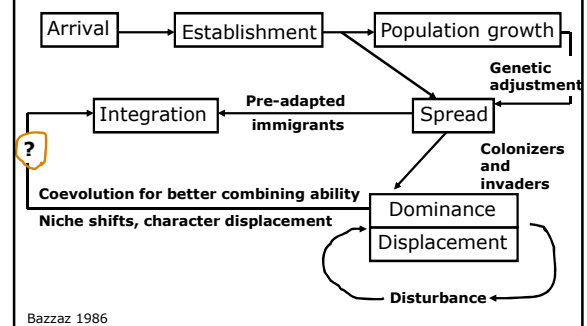 Arrival
Establishment
Population growth
Genetic
adjustment
Integration
Pre-adapted
immigrants
Spread
?
Colonizers
and
invaders
Coevolution for better combining ability
Niche shifts, character displacement
Dominance
Displacement
Disturbance
Bazzaz 1986